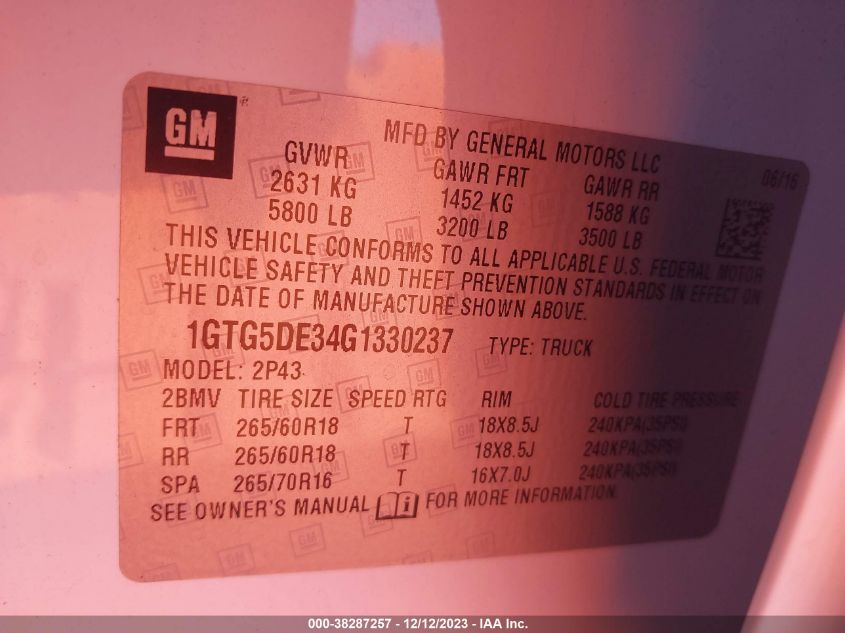 GM
MFD BY GENERAL MOTORS LLC
06/16
GVWR GAWR FRT GAWR RR
2631 KG 1452 KG 1588 KG
5800 LB 3200 LB 3500 LB
THIS VEHICLE CONFORMS TO ALL APPLICABLE U.S. FEDERAL MOTOR
VEHICLE SAFETY AND THEFT PREVENTION STANDARDS IN EFFECT ON
THE DATE OF MANUFACTURE SHOWN ABOVE.
1GTG5DE34G1330237 TYPE: TRUCK
MODEL: 2P43
2BMV TIRE SIZE SPEED RTG RIM COLD TIRE PRESSURE
FRT 265/60R18 T 18X8.5J 240KPA(35PSI)
RR 265/60R18 T 18X8.5J 240KPA(35PSI)
SPA 265/70R16 T 16X7.0J 240KPA(35PSI)
SEE OWNER'S MANUAL FOR MORE INFORMATION.
000-38287257 - 12/12/2023 - IAA Inc.